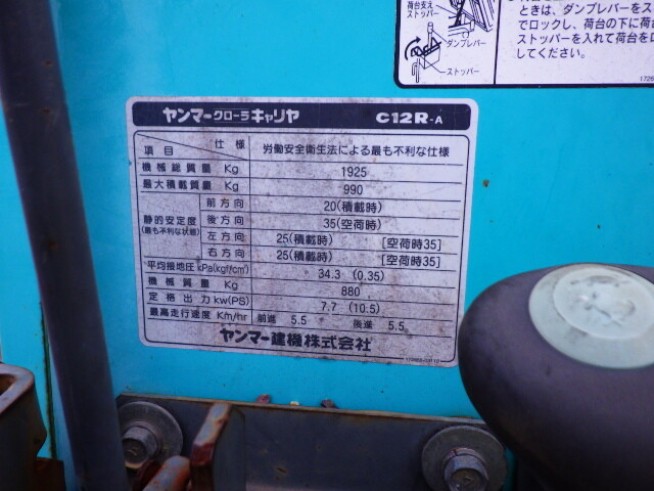 荷台支え
ストッパー
ダンプレバー
ストッパー
ときは、ダンプレバーをス
でロックし、荷台の下に荷
ストッパーを入れて荷台をロ
してください。
ヤンマークローラキャリヤ C12R-A
項目 仕様 労働安全衛生法による最も不利な仕様
機械総質量 Kg 1925
最大積載質量 Kg 990
静的安定度
(最も不利な状態)
前方向 20(積載時)
後方向 35(空荷時)
左方向 25(積載時) [空荷時35]
右方向 25(積載時) [空荷時35]
平均接地圧 kPa(kgf/cm²) 34.3 (0.35)
機械質量 Kg 880
定格出力 kw(PS) 7.7 (10.5)
最高走行速度 Km/hr 前進 5.5 後進 5.5
ヤンマー建機株式会社